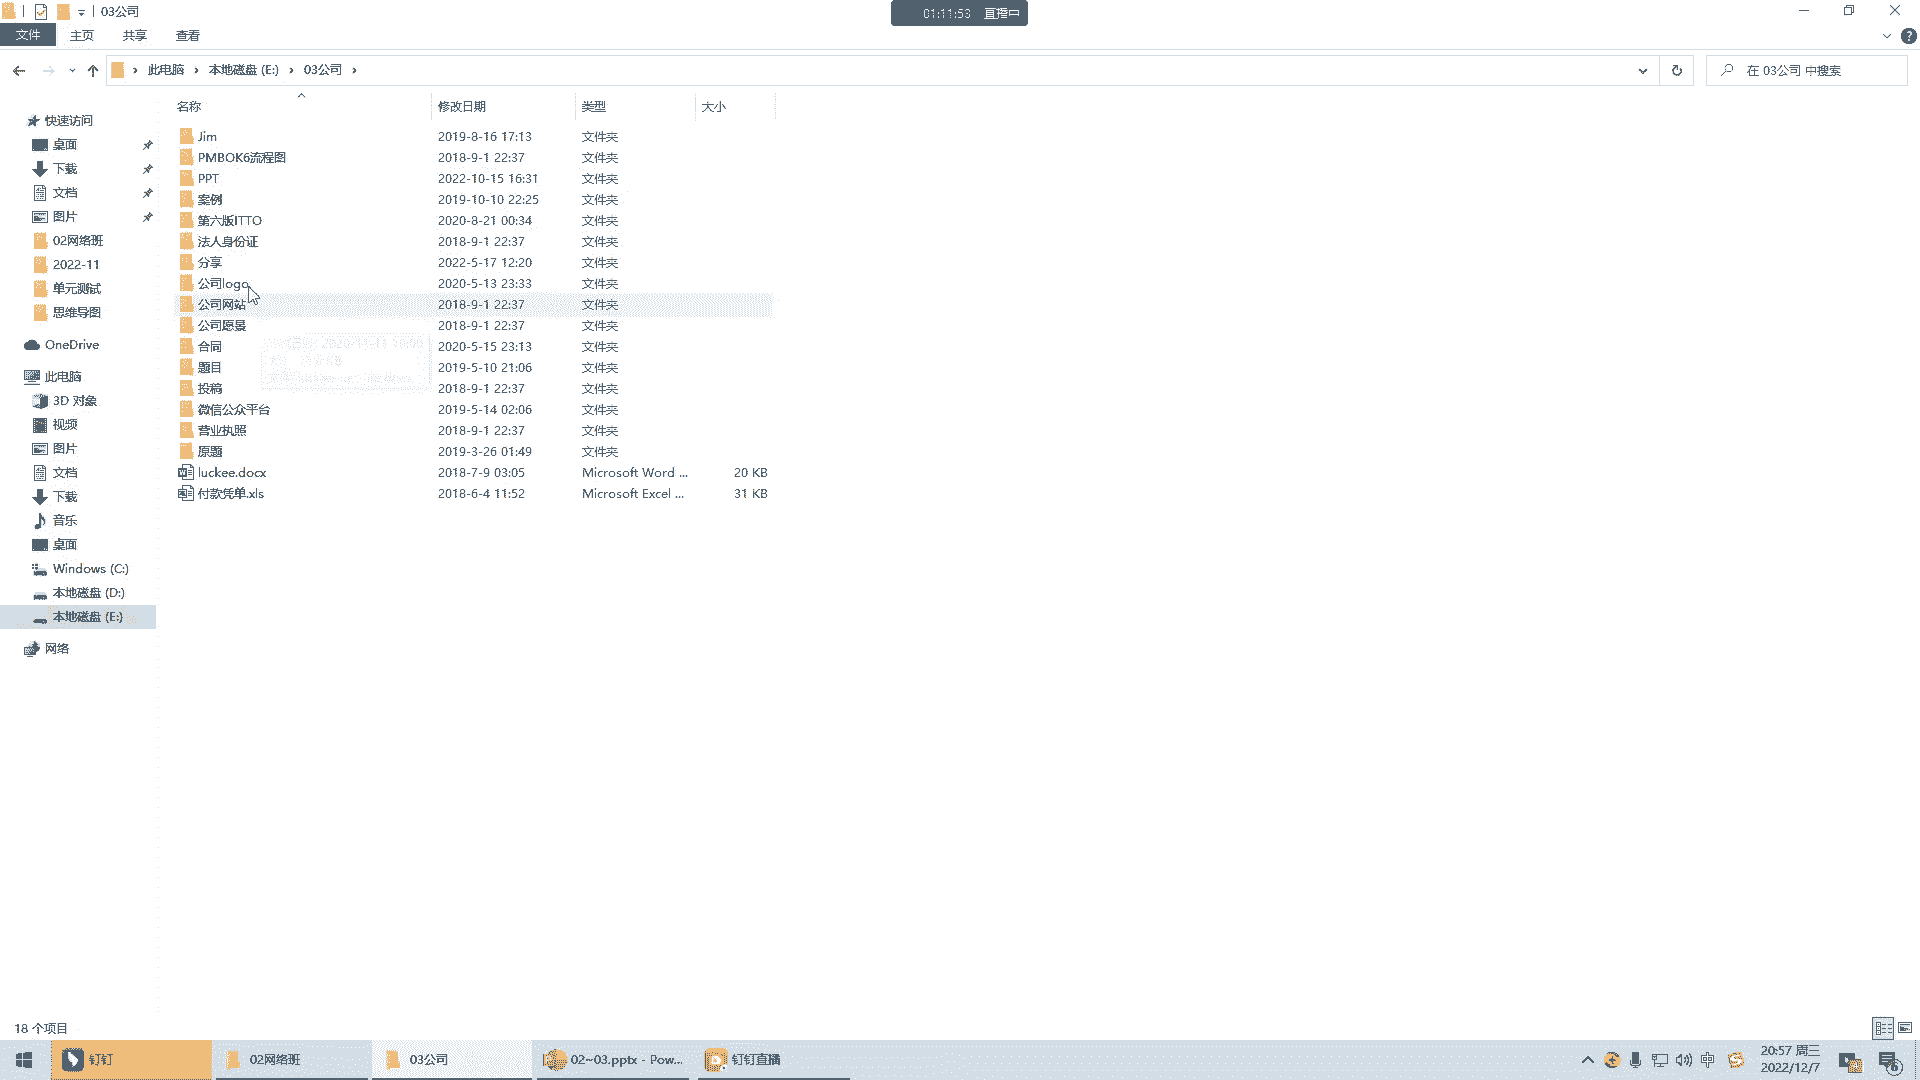 03公司
01:11:53 直播中
文件 主页 共享 查看
此电脑 › 本地磁盘 (E:) › 03公司 ›
在 03公司 中搜索
名称 修改日期 类型 大小
快速访问
桌面
下载
文档
图片
02网络班
2022-11
单元测试
思维导图
OneDrive
此电脑
3D 对象
视频
图片
文档
下载
音乐
桌面
Windows (C:)
本地磁盘 (D:)
本地磁盘 (E:)
网络
Jim 2019-8-16 17:13 文件夹
PMBOK6流程图 2018-9-1 22:37 文件夹
PPT 2022-10-15 16:31 文件夹
案例 2019-10-10 22:25 文件夹
第六版ITTO 2020-8-21 00:34 文件夹
法人身份证 2018-9-1 22:37 文件夹
分享 2022-5-17 12:20 文件夹
公司logo 2020-5-13 23:33 文件夹
公司网站 2018-9-1 22:37 文件夹
公司愿景 2018-9-1 22:37 文件夹
合同 2020-5-15 23:13 文件夹
题目 2019-5-10 21:06 文件夹
投稿 2018-9-1 22:37 文件夹
微信公众平台 2019-5-14 02:06 文件夹
营业执照 2018-9-1 22:37 文件夹
原题 2019-3-26 01:49 文件夹
luckee.docx 2018-7-9 03:05 Microsoft Word ... 20 KB
付款凭单.xls 2018-6-4 11:52 Microsoft Excel ... 31 KB
18 个项目
钉钉 02网络班 03公司 02~03.pptx - Pow... 钉钉直播
中
20:57 周三
2022/12/7
6